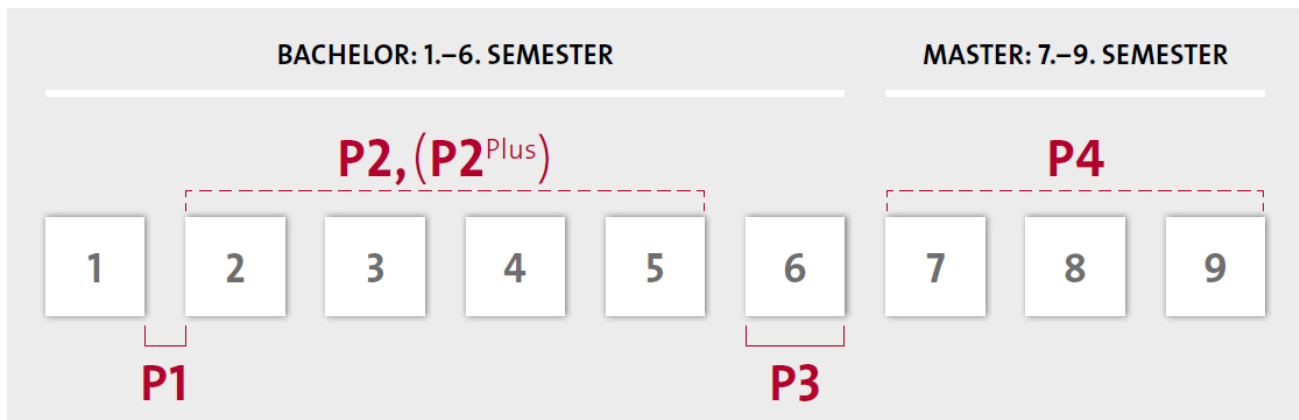 BACHELOR: 1.–6. SEMESTER
MASTER: 7.–9. SEMESTER
P2, (P2Plus)
P4
1 2 3 4 5 6 7 8 9
P1
P3